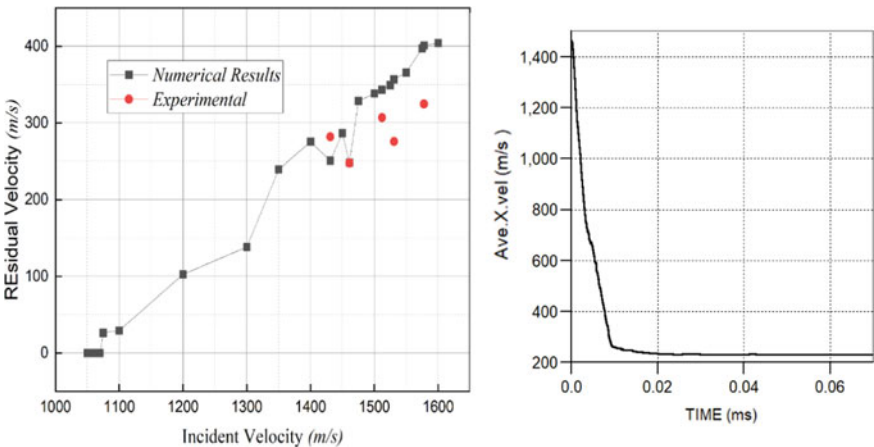 400
300
200
100
0
REsidual Velocity (m/s)
Numerical Results
Experimental
1000 1100 1200 1300 1400 1500 1600
Incident Velocity (m/s)
1,400
1,200
1,000
800
600
400
200
Ave.X.vel (m/s )
0.0 0.02 0.04 0.06
TIME (ms)